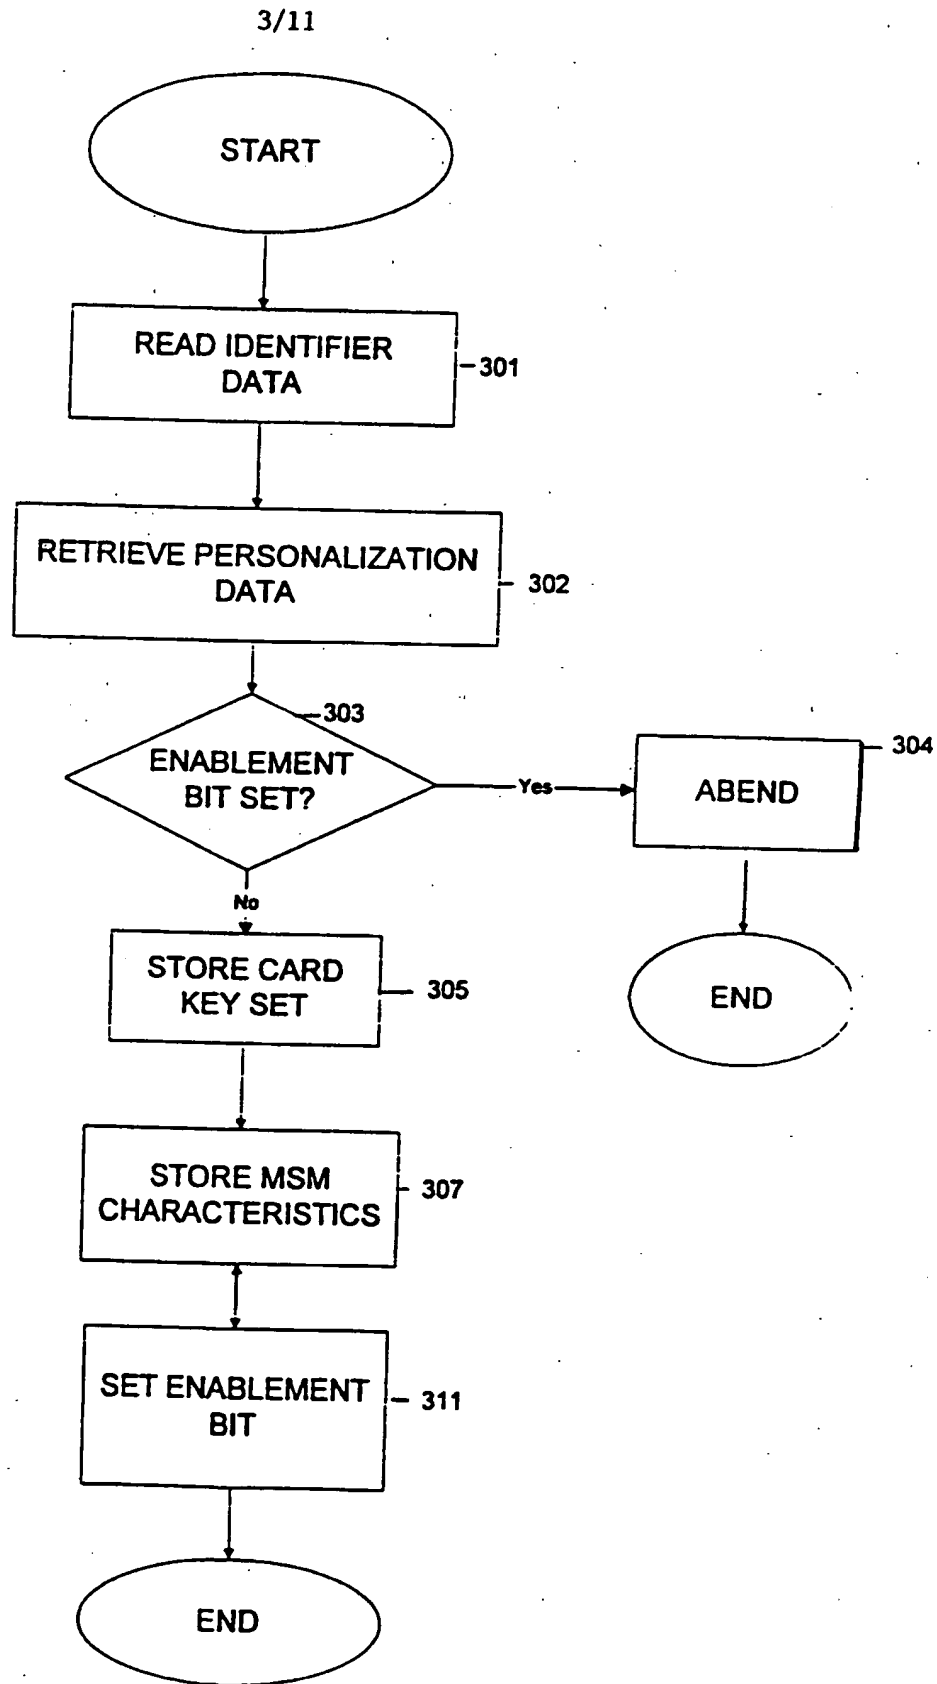 3/11
START
READ IDENTIFIER
DATA
301
RETRIEVE PERSONALIZATION
DATA
302
303
ENABLEMENT
BIT SET?
Yes
304
ABEND
END
No
STORE CARD
KEY SET
305
STORE MSM
CHARACTERISTICS
307
SET ENABLEMENT
BIT
311
END